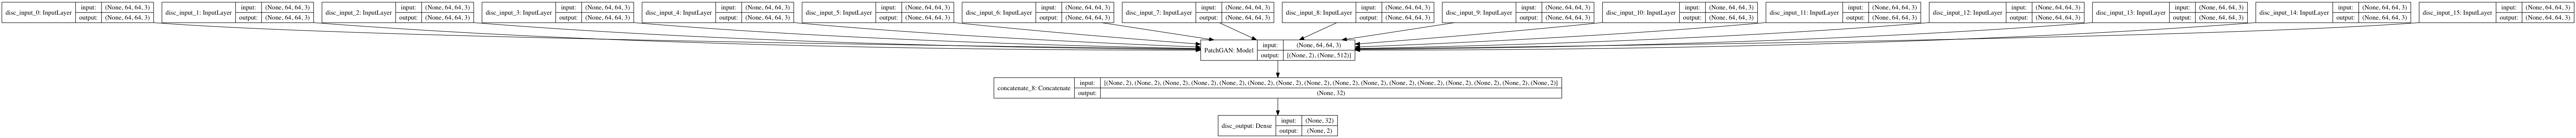 disc_input_0: InputLayer input: (None, 64, 64, 3) output: (None, 64, 64, 3)
disc_input_1: InputLayer input: (None, 64, 64, 3) output: (None, 64, 64, 3)
disc_input_2: InputLayer input: (None, 64, 64, 3) output: (None, 64, 64, 3)
disc_input_3: InputLayer input: (None, 64, 64, 3) output: (None, 64, 64, 3)
disc_input_4: InputLayer input: (None, 64, 64, 3) output: (None, 64, 64, 3)
disc_input_5: InputLayer input: (None, 64, 64, 3) output: (None, 64, 64, 3)
disc_input_6: InputLayer input: (None, 64, 64, 3) output: (None, 64, 64, 3)
disc_input_7: InputLayer input: (None, 64, 64, 3) output: (None, 64, 64, 3)
disc_input_8: InputLayer input: (None, 64, 64, 3) output: (None, 64, 64, 3)
disc_input_9: InputLayer input: (None, 64, 64, 3) output: (None, 64, 64, 3)
disc_input_10: InputLayer input: (None, 64, 64, 3) output: (None, 64, 64, 3)
disc_input_11: InputLayer input: (None, 64, 64, 3) output: (None, 64, 64, 3)
disc_input_12: InputLayer input: (None, 64, 64, 3) output: (None, 64, 64, 3)
disc_input_13: InputLayer input: (None, 64, 64, 3) output: (None, 64, 64, 3)
disc_input_14: InputLayer input: (None, 64, 64, 3) output: (None, 64, 64, 3)
disc_input_15: InputLayer input: (None, 64, 64, 3) output: (None, 64, 64, 3)
PatchGAN: Model input: (None, 64, 64, 3) output: [(None, 2), (None, 512)]
concatenate_8: Concatenate input: [(None, 2), (None, 2), (None, 2), (None, 2), (None, 2), (None, 2), (None, 2), (None, 2), (None, 2), (None, 2), (None, 2), (None, 2), (None, 2), (None, 2), (None, 2), (None, 2)] output: (None, 32)
disc_output: Dense input: (None, 32) output: (None, 2)